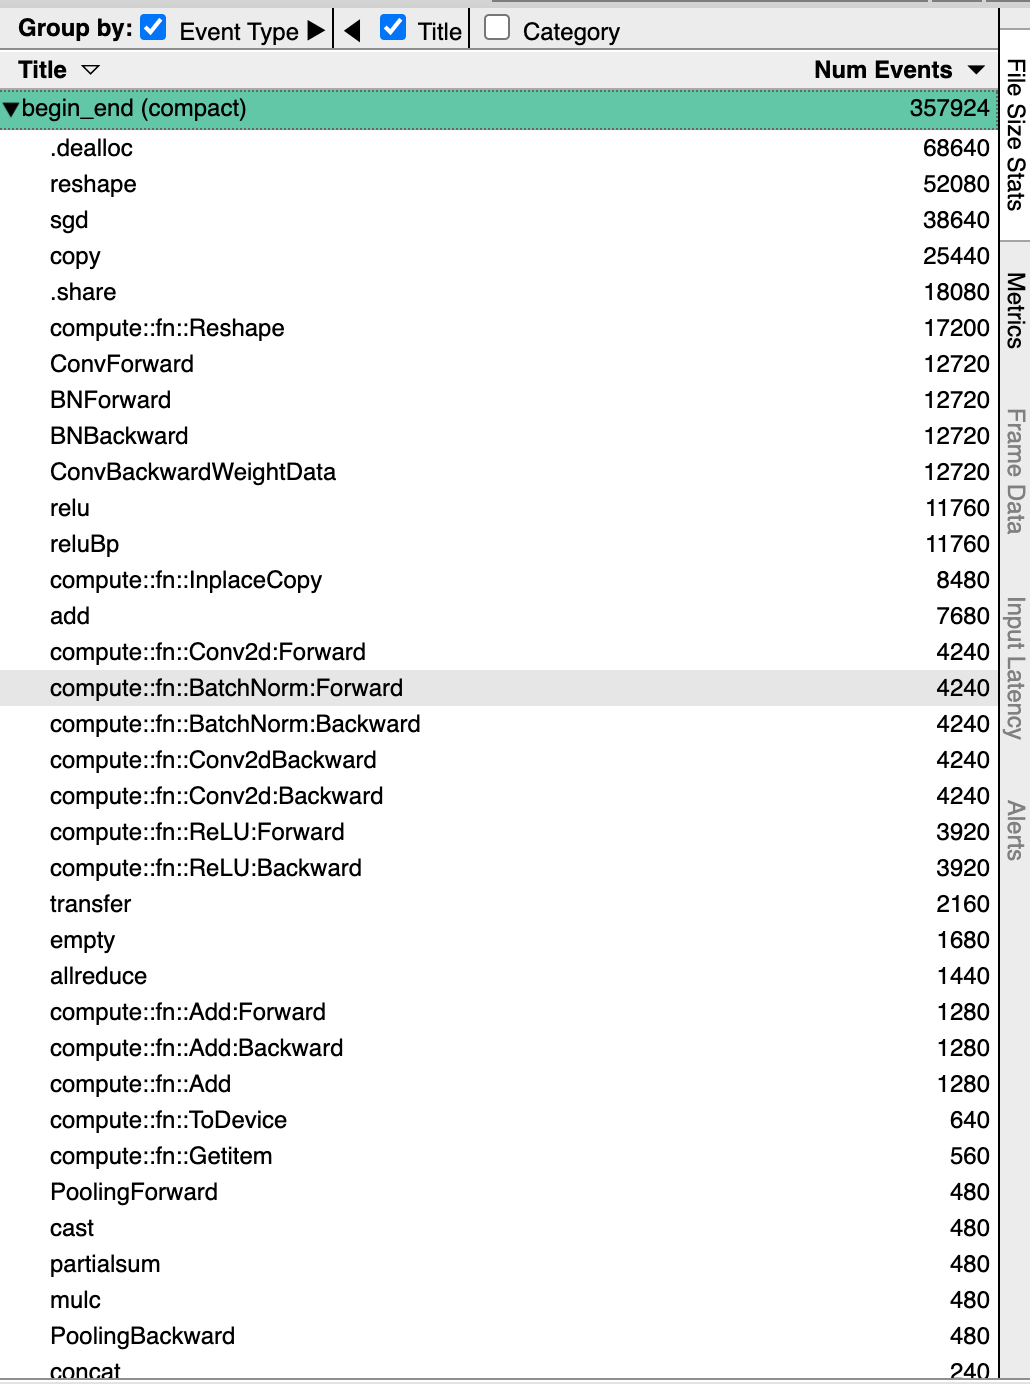 Group by: Event Type ▶ ◀ Title Category
Title ▽ Num Events ▼
▼begin_end (compact) 357924
.dealloc 68640
reshape 52080
sgd 38640
copy 25440
.share 18080
compute::fn::Reshape 17200
ConvForward 12720
BNForward 12720
BNBackward 12720
ConvBackwardWeightData 12720
relu 11760
reluBp 11760
compute::fn::InplaceCopy 8480
add 7680
compute::fn::Conv2d:Forward 4240
compute::fn::BatchNorm:Forward 4240
compute::fn::BatchNorm:Backward 4240
compute::fn::Conv2dBackward 4240
compute::fn::Conv2d:Backward 4240
compute::fn::ReLU:Forward 3920
compute::fn::ReLU:Backward 3920
transfer 2160
empty 1680
allreduce 1440
compute::fn::Add:Forward 1280
compute::fn::Add:Backward 1280
compute::fn::Add 1280
compute::fn::ToDevice 640
compute::fn::Getitem 560
PoolingForward 480
cast 480
partialsum 480
mulc 480
PoolingBackward 480
concat 240
File Size Stats
Metrics
Frame Data
Input Latency
Alerts